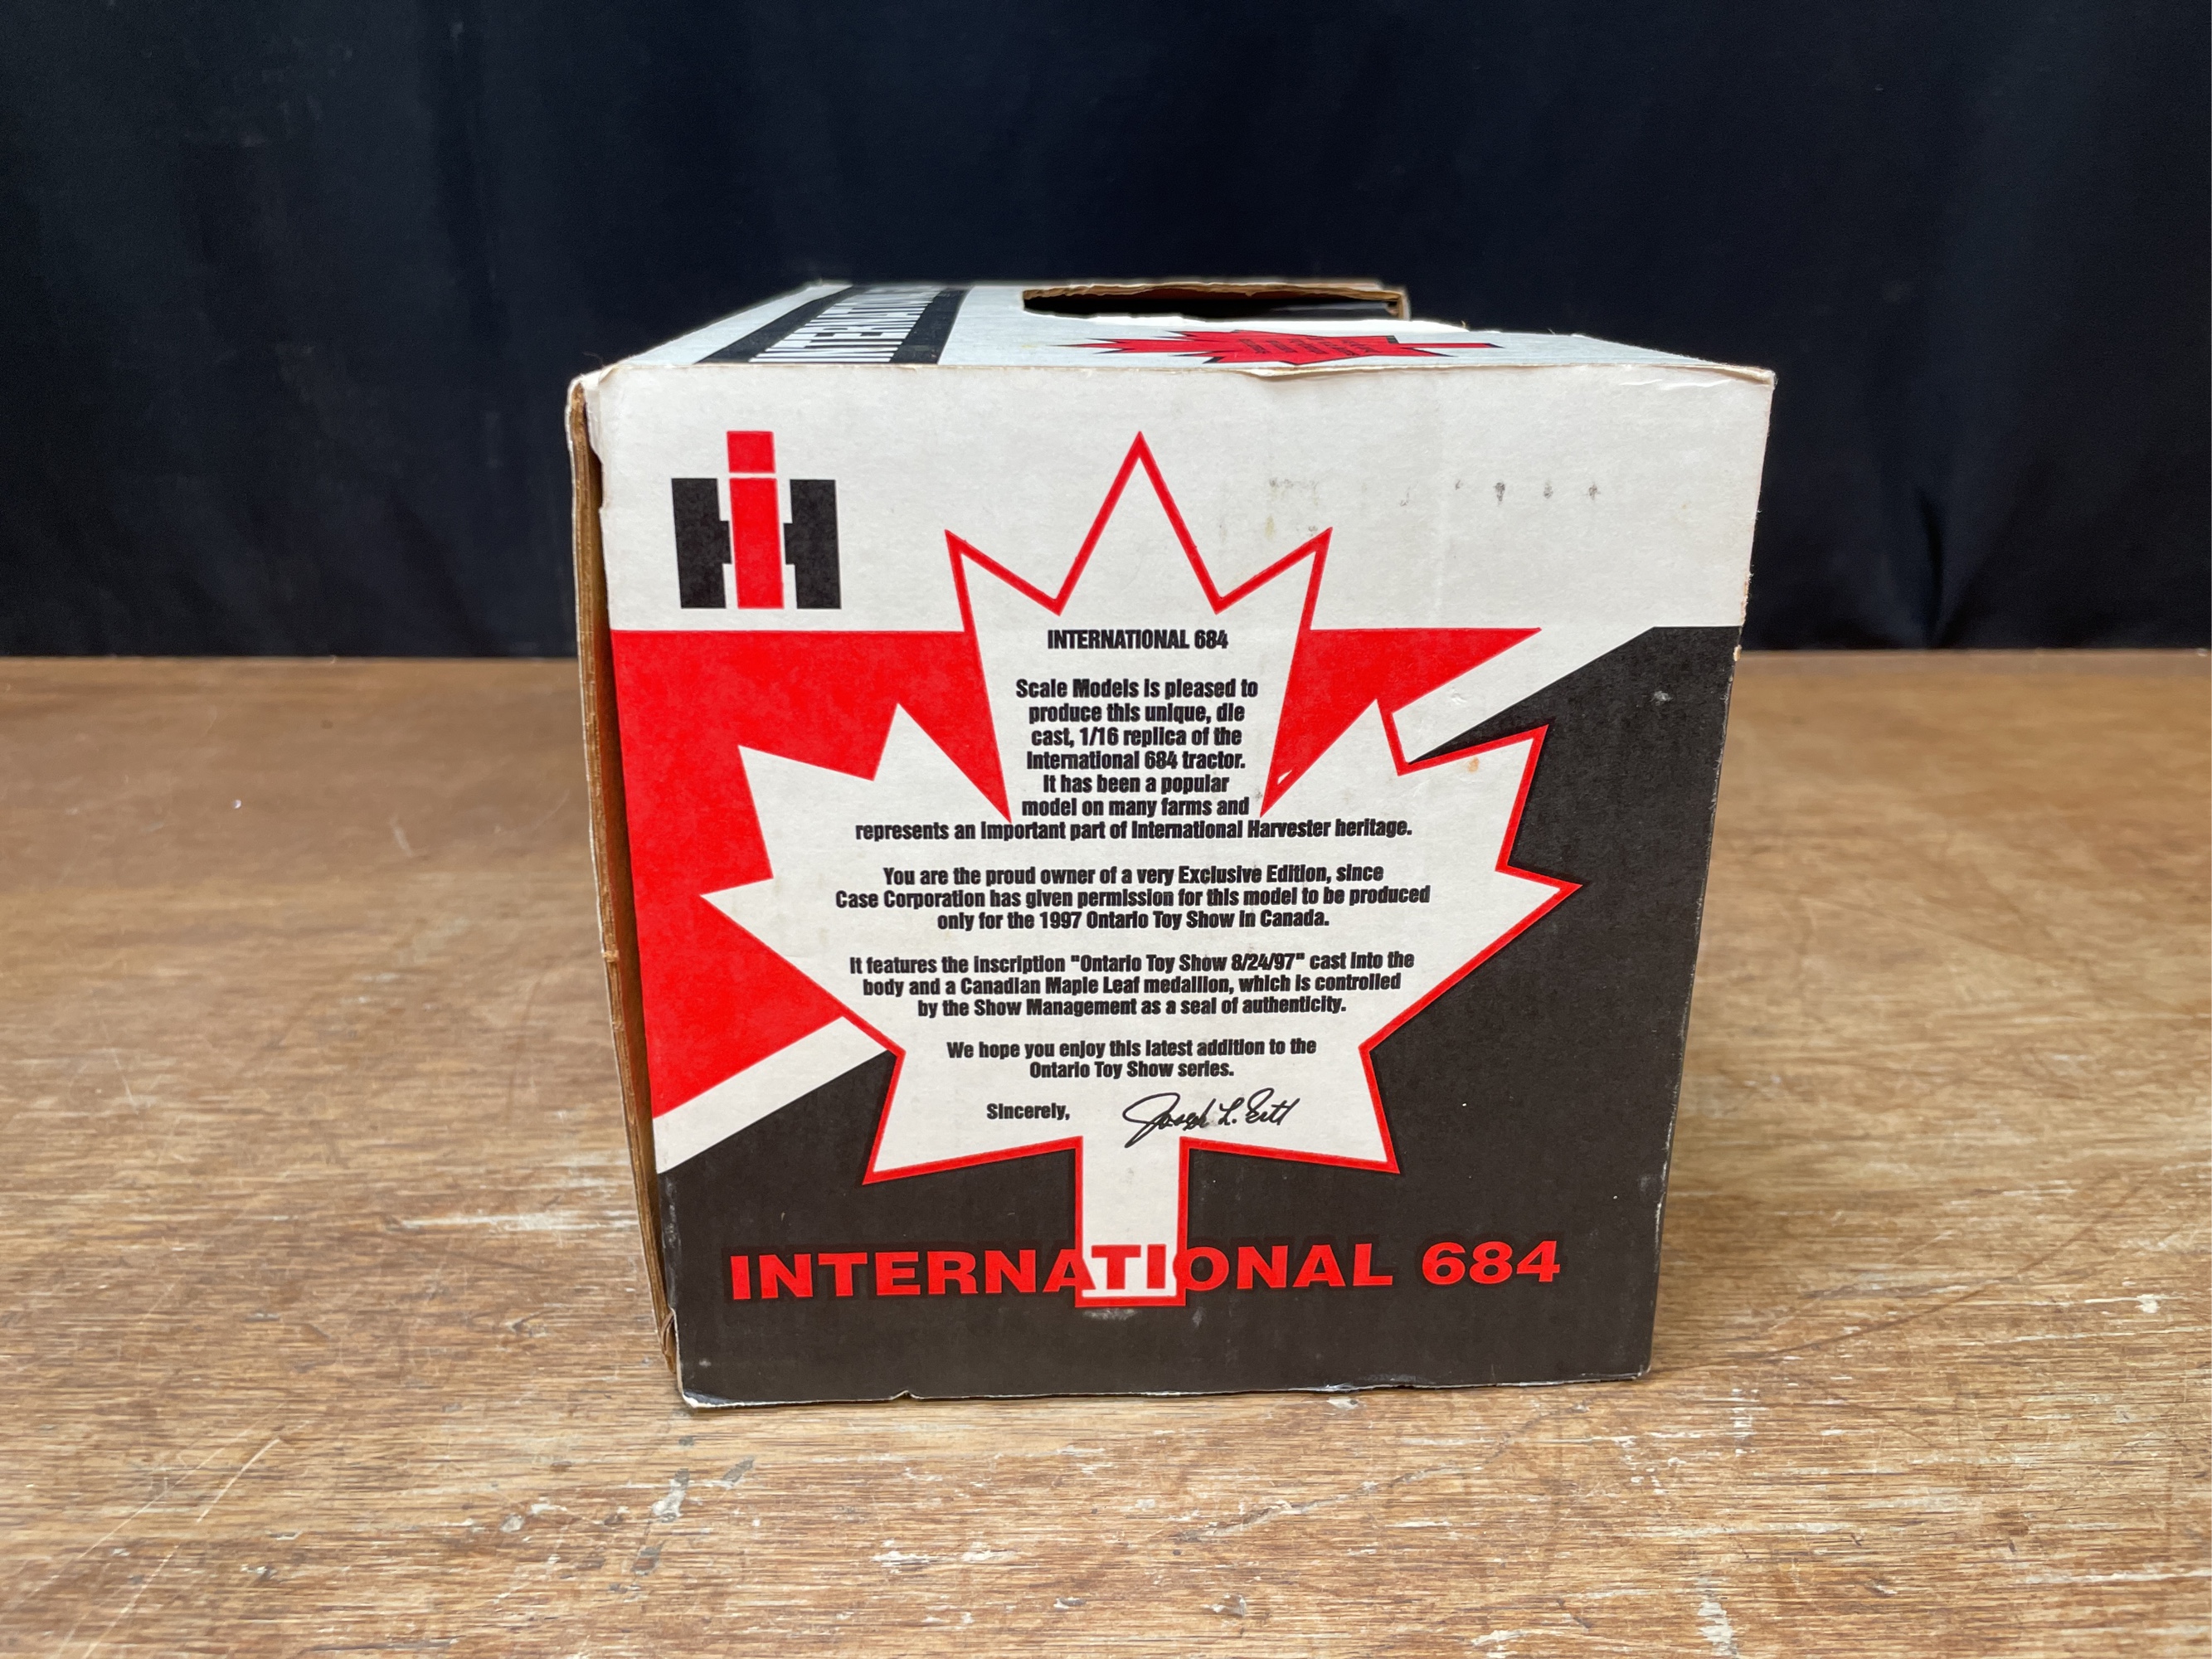 INTERNATIONAL
IH
INTERNATIONAL 684
Scale Models is pleased to
produce this unique, die
cast, 1/16 replica of the
International 684 tractor.
It has been a popular
model on many farms and
represents an important part of International Harvester heritage.
You are the proud owner of a very Exclusive Edition, since
Case Corporation has given permission for this model to be produced
only for the 1997 Ontario Toy Show in Canada.
It features the inscription "Ontario Toy Show 8/24/97" cast into the
body and a Canadian Maple Leaf medallion, which is controlled
by the Show Management as a seal of authenticity.
We hope you enjoy this latest addition to the
Ontario Toy Show series.
Sincerely, Joseph L. Ertl
INTERNATIONAL 684